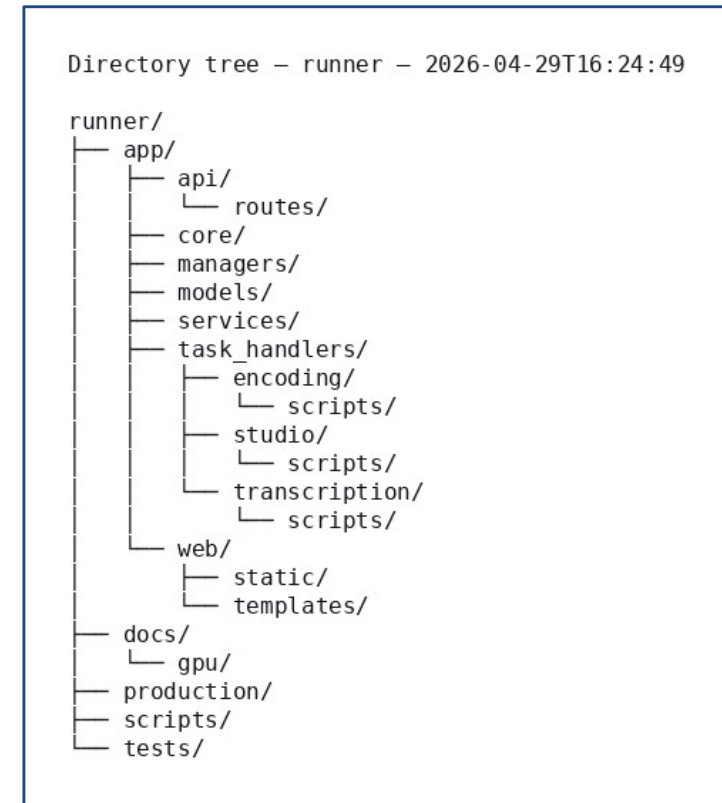 Directory tree — runner — 2026-04-29T16:24:49
runner/
├── app/
│   ├── api/
│   │   └── routes/
│   ├── core/
│   ├── managers/
│   ├── models/
│   ├── services/
│   ├── task_handlers/
│   │   ├── encoding/
│   │   │   └── scripts/
│   │   ├── studio/
│   │   │   └── scripts/
│   │   └── transcription/
│   │       └── scripts/
│   └── web/
│       ├── static/
│       └── templates/
├── docs/
│   └── gpu/
├── production/
├── scripts/
└── tests/